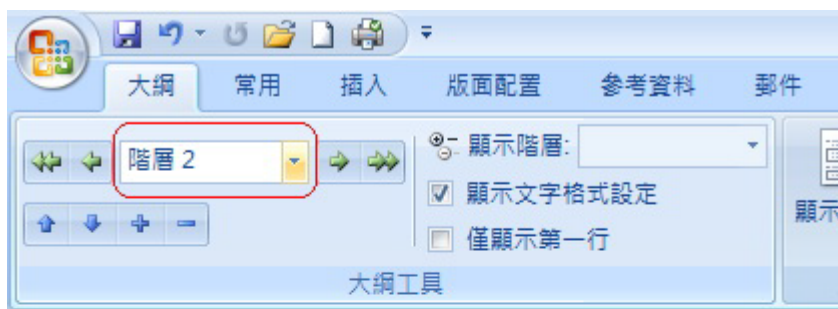 大綱 常用 插入 版面配置 參考資料 郵件
階層 2 顯示階層:
顯示文字格式設定
顯示
僅顯示第一行
大綱工具